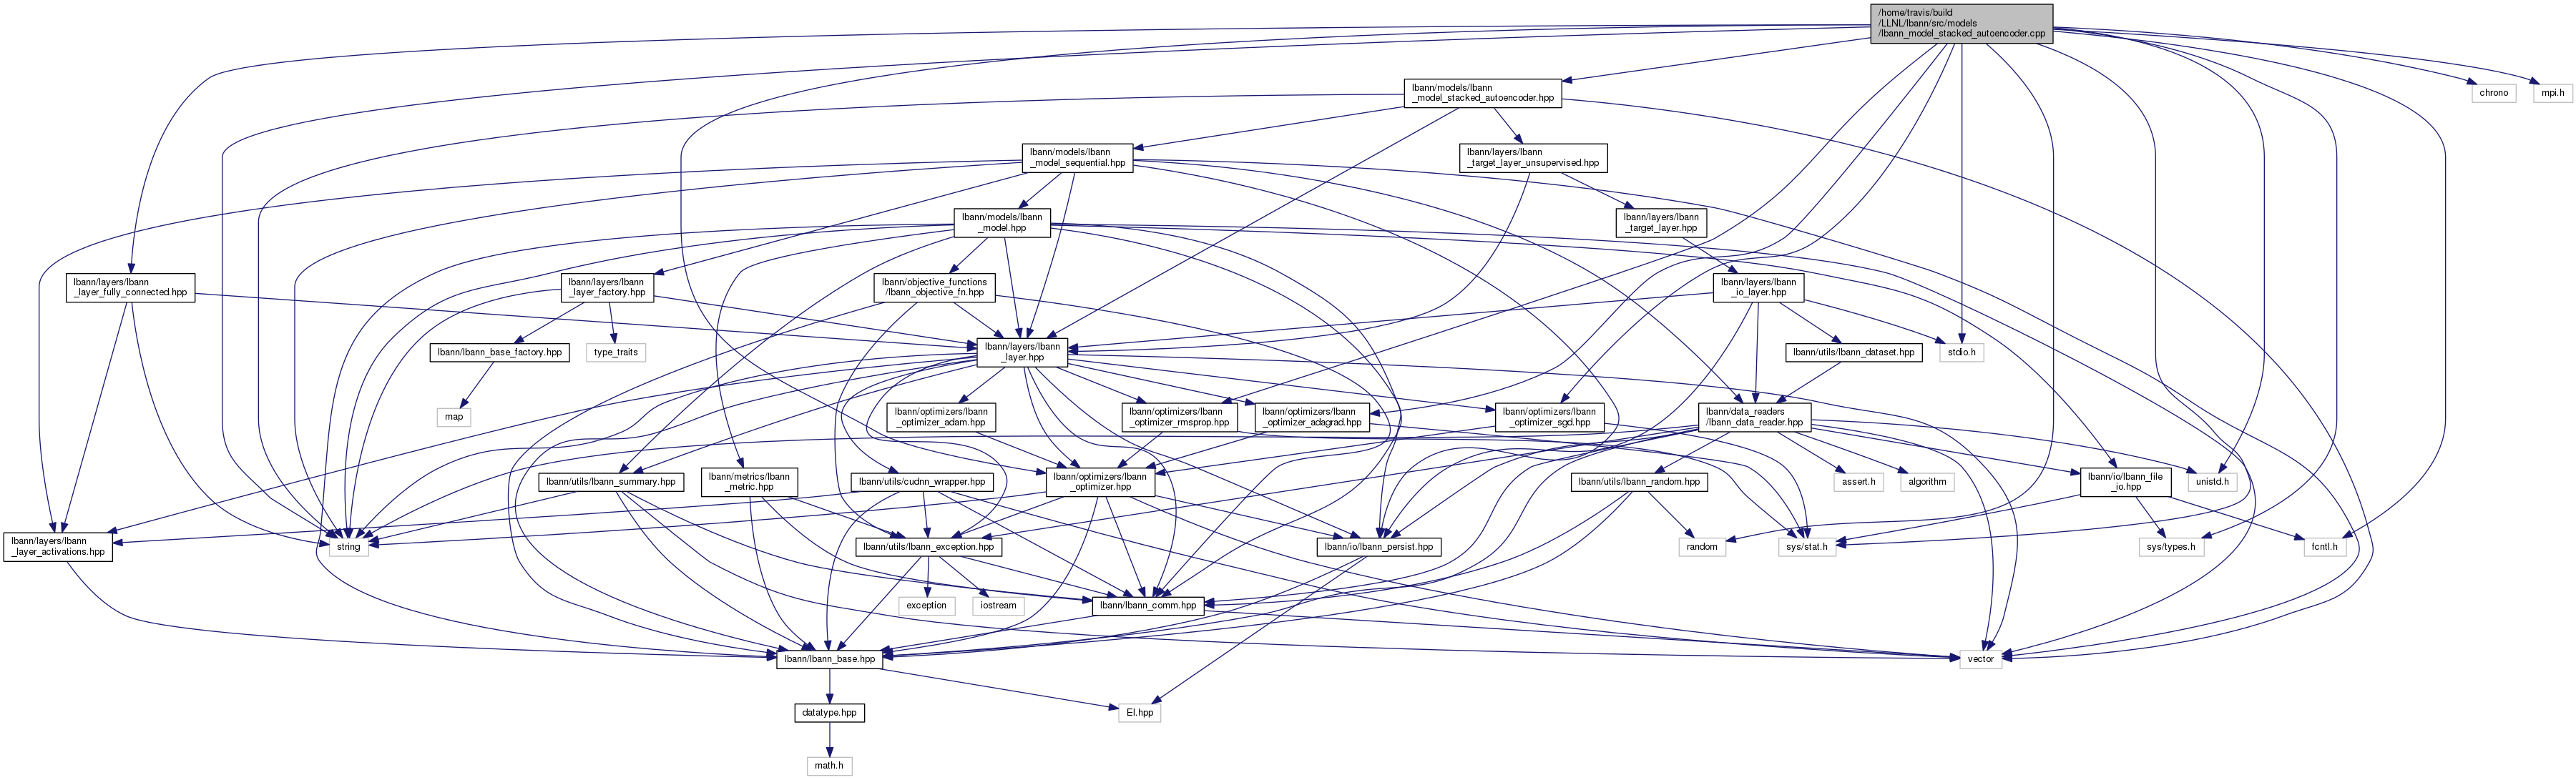 /home/travis/build
/LLNL/lbann/src/models
/lbann_model_stacked_autoencoder.cpp
lbann/models/lbann
_model_stacked_autoencoder.hpp
chrono
mpi.h
lbann/models/lbann
_model_sequential.hpp
lbann/layers/lbann
_target_layer_unsupervised.hpp
lbann/models/lbann
_model.hpp
lbann/layers/lbann
_target_layer.hpp
lbann/layers/lbann
_layer_fully_connected.hpp
lbann/layers/lbann
_layer_factory.hpp
lbann/objective_functions
/lbann_objective_fn.hpp
lbann/layers/lbann
_io_layer.hpp
lbann/lbann_base_factory.hpp
type_traits
lbann/layers/lbann
_layer.hpp
lbann/utils/lbann_dataset.hpp
stdio.h
map
lbann/optimizers/lbann
_optimizer_adam.hpp
lbann/optimizers/lbann
_optimizer_rmsprop.hpp
lbann/optimizers/lbann
_optimizer_adagrad.hpp
lbann/optimizers/lbann
_optimizer_sgd.hpp
lbann/data_readers
/lbann_data_reader.hpp
lbann/utils/lbann_summary.hpp
lbann/metrics/lbann
_metric.hpp
lbann/utils/cudnn_wrapper.hpp
lbann/optimizers/lbann
_optimizer.hpp
lbann/utils/lbann_random.hpp
assert.h
algorithm
lbann/io/lbann_file
_io.hpp
unistd.h
lbann/layers/lbann
_layer_activations.hpp
string
lbann/utils/lbann_exception.hpp
lbann/io/lbann_persist.hpp
random
sys/stat.h
sys/types.h
fcntl.h
exception
iostream
lbann/lbann_comm.hpp
lbann/lbann_base.hpp
vector
datatype.hpp
El.hpp
math.h